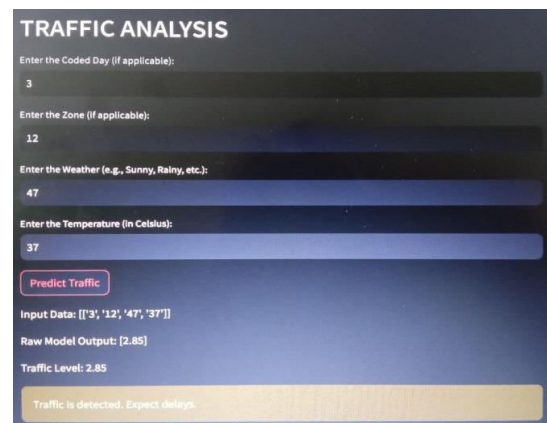 TRAFFIC ANALYSIS
Enter the Coded Day (if applicable):
3
Enter the Zone (if applicable):
12
Enter the Weather (e.g., Sunny, Rainy, etc.):
47
Enter the Temperature (in Celsius):
37
Predict Traffic
Input Data: [['3', '12', '47', '37']]
Raw Model Output: [2.85]
Traffic Level: 2.85
Traffic is detected. Expect delays.